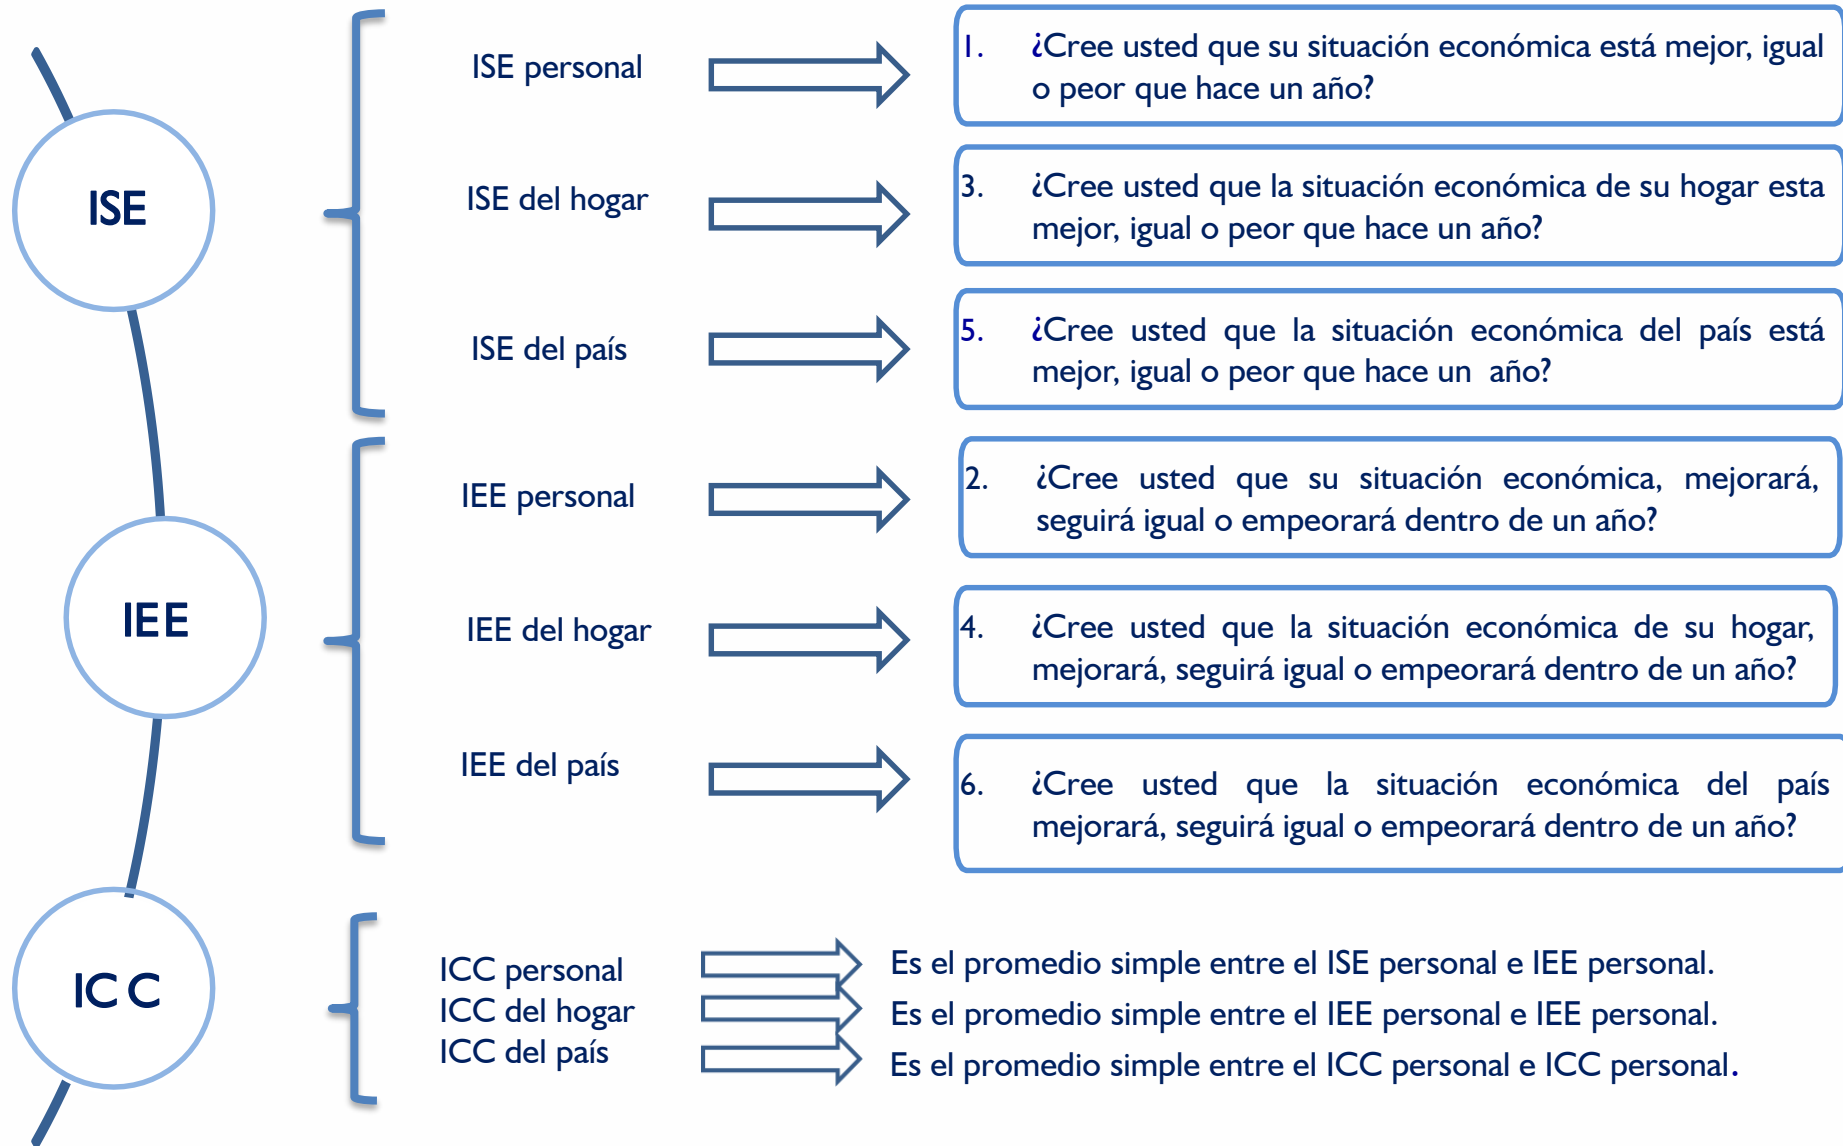 ISE
ISE personal
1. ¿Cree usted que su situación económica está mejor, igual
o peor que hace un año?
ISE del hogar
3. ¿Cree usted que la situación económica de su hogar esta
mejor, igual o peor que hace un año?
ISE del país
5. ¿Cree usted que la situación económica del país está
mejor, igual o peor que hace un año?
IEE
IEE personal
2. ¿Cree usted que su situación económica, mejorará,
seguirá igual o empeorará dentro de un año?
IEE del hogar
4. ¿Cree usted que la situación económica de su hogar,
mejorará, seguirá igual o empeorará dentro de un año?
IEE del país
6. ¿Cree usted que la situación económica del país
mejorará, seguirá igual o empeorará dentro de un año?
IC C
ICC personal
Es el promedio simple entre el ISE personal e IEE personal.
ICC del hogar
Es el promedio simple entre el IEE personal e IEE personal.
ICC del país
Es el promedio simple entre el ICC personal e ICC personal.